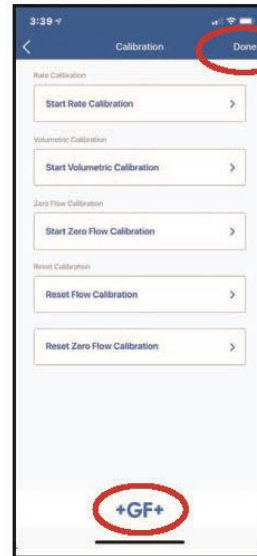 3:39
Calibration
Done
Rate Calibration
Start Rate Calibration
Volumetric Calibration
Start Volumetric Calibration
Zero Flow Calibration
Start Zero Flow Calibration
Reset Calibration
Reset Flow Calibration
Reset Zero Flow Calibration
+GF+